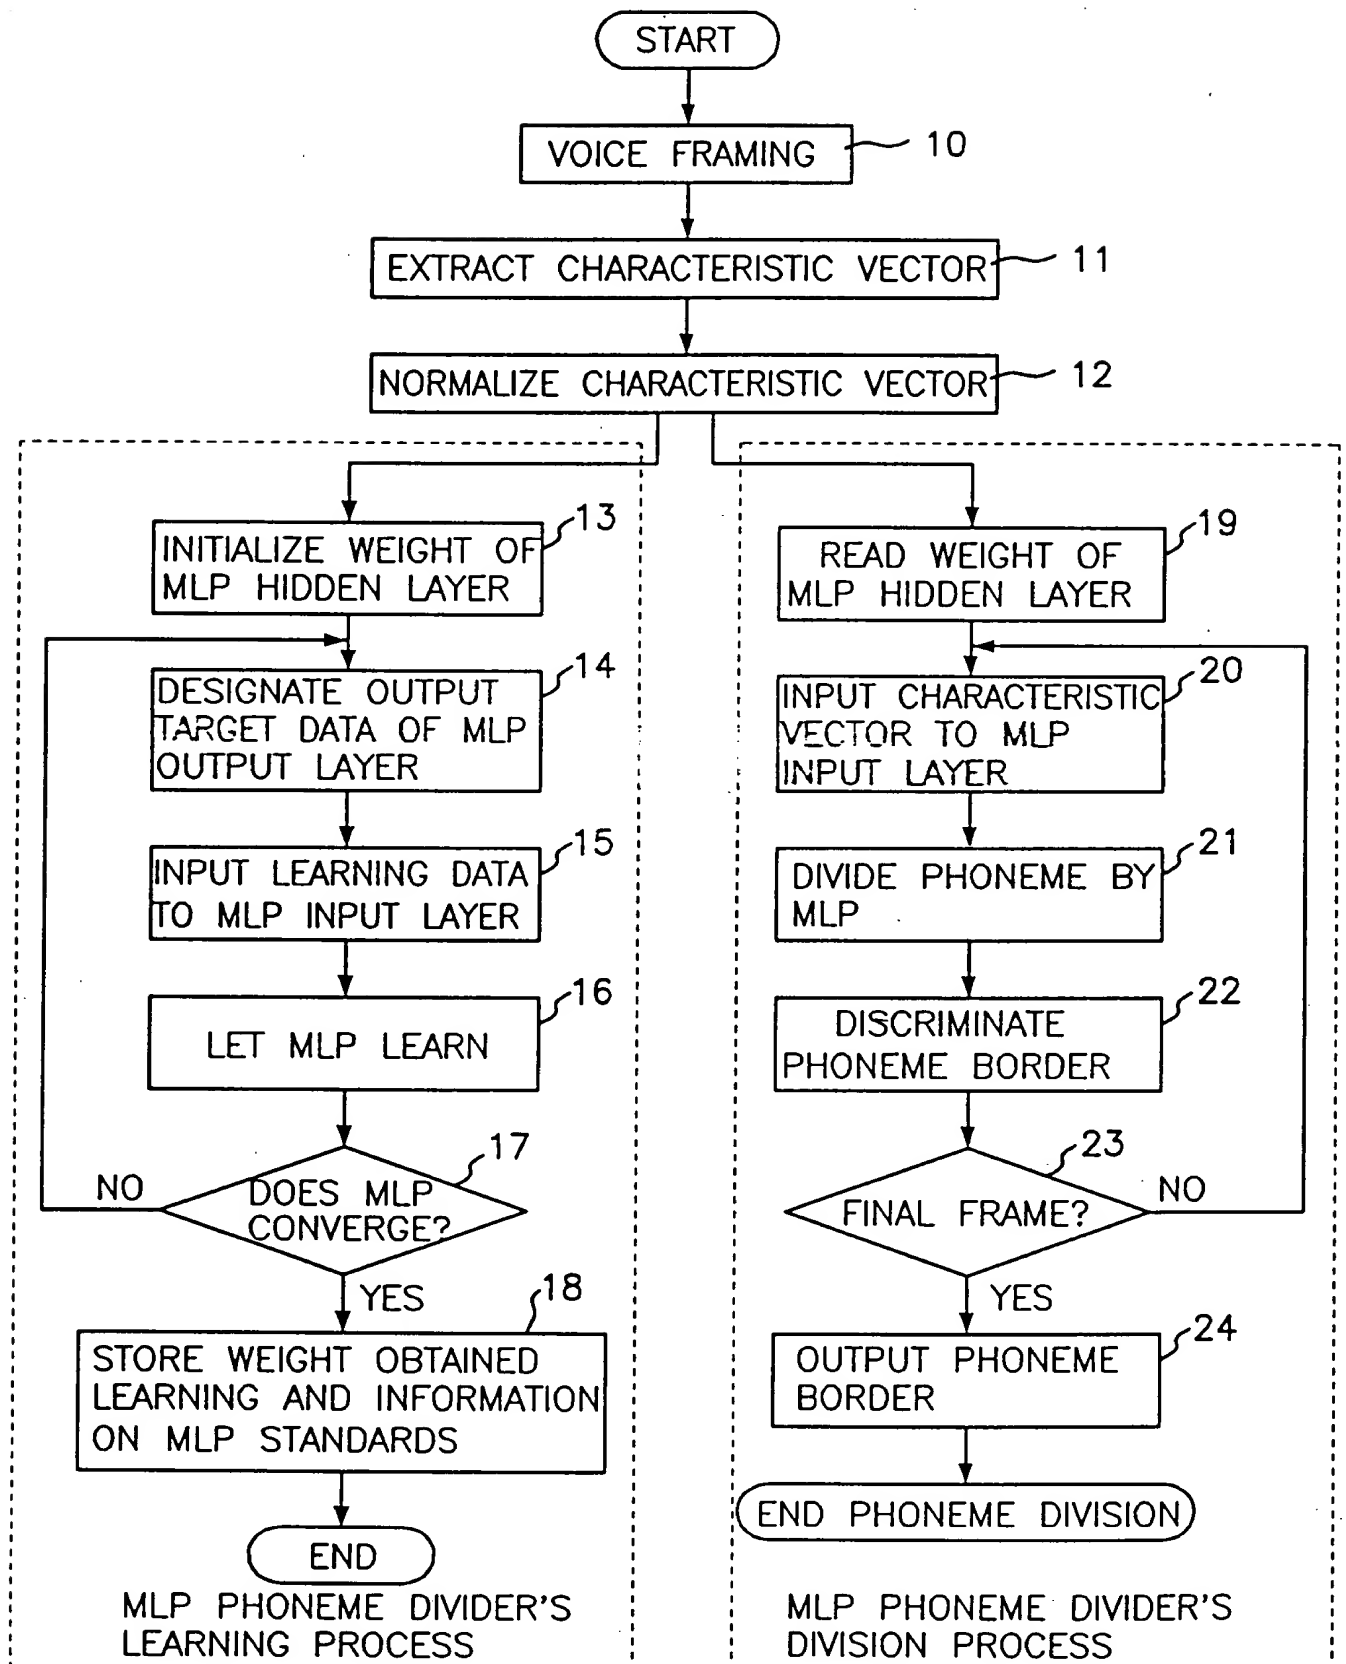 START
VOICE FRAMING
10
EXTRACT CHARACTERISTIC VECTOR
11
NORMALIZE CHARACTERISTIC VECTOR
12
INITIALIZE WEIGHT OF
MLP HIDDEN LAYER
13
DESIGNATE OUTPUT
TARGET DATA OF MLP
OUTPUT LAYER
14
INPUT LEARNING DATA
TO MLP INPUT LAYER
15
LET MLP LEARN
16
DOES MLP
CONVERGE?
17
NO
YES
STORE WEIGHT OBTAINED
LEARNING AND INFORMATION
ON MLP STANDARDS
18
END
MLP PHONEME DIVIDER'S
LEARNING PROCESS
READ WEIGHT OF
MLP HIDDEN LAYER
19
INPUT CHARACTERISTIC
VECTOR TO MLP
INPUT LAYER
20
DIVIDE PHONEME BY
MLP
21
DISCRIMINATE
PHONEME BORDER
22
FINAL FRAME?
23
NO
YES
OUTPUT PHONEME
BORDER
24
END PHONEME DIVISION
MLP PHONEME DIVIDER'S
DIVISION PROCESS